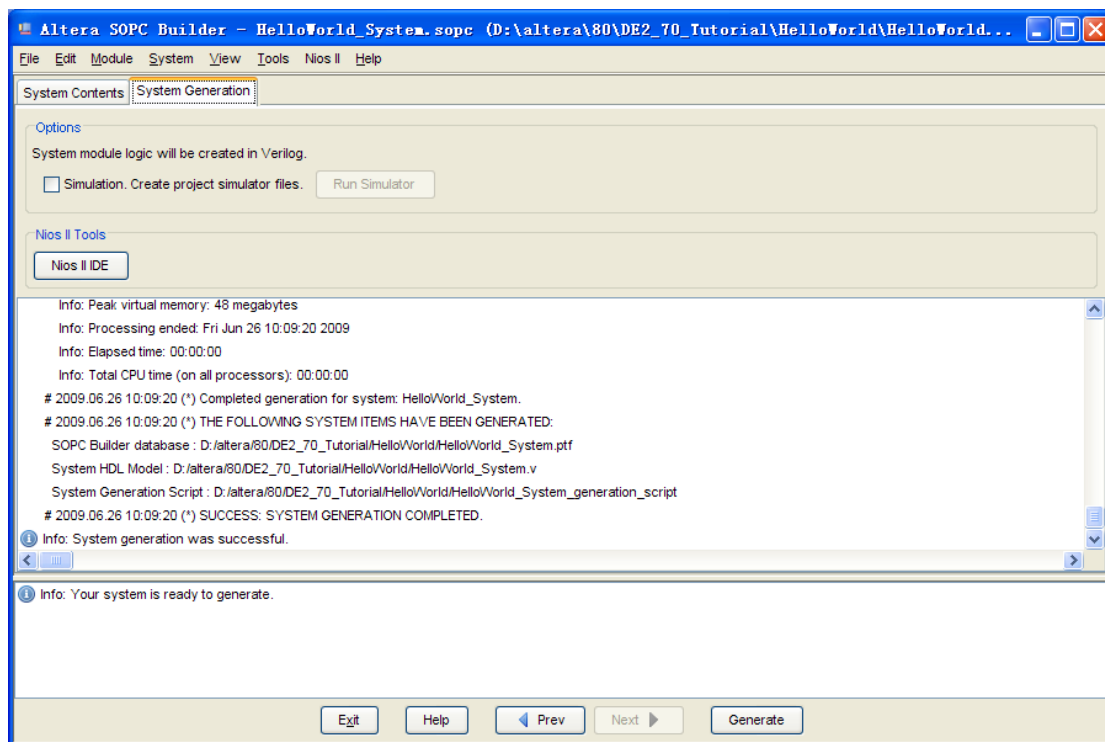 Altera SOPC Builder - HelloWorld_System.sopc (D:\altera\80\DE2_70_Tutorial\HelloWorld\HelloWorld...
File Edit Module System View Tools Nios II Help
System Contents System Generation
Options
System module logic will be created in Verilog.
Simulation. Create project simulator files. Run Simulator
Nios II Tools
Nios II IDE
Info: Peak virtual memory: 48 megabytes
Info: Processing ended: Fri Jun 26 10:09:20 2009
Info: Elapsed time: 00:00:00
Info: Total CPU time (on all processors): 00:00:00
# 2009.06.26 10:09:20 (*) Completed generation for system: HelloWorld_System.
# 2009.06.26 10:09:20 (*) THE FOLLOWING SYSTEM ITEMS HAVE BEEN GENERATED:
SOPC Builder database : D:/altera/80/DE2_70_Tutorial/HelloWorld/HelloWorld_System.ptf
System HDL Model : D:/altera/80/DE2_70_Tutorial/HelloWorld/HelloWorld_System.v
System Generation Script : D:/altera/80/DE2_70_Tutorial/HelloWorld/HelloWorld_System_generation_script
# 2009.06.26 10:09:20 (*) SUCCESS: SYSTEM GENERATION COMPLETED.
Info: System generation was successful.
Info: Your system is ready to generate.
Exit Help Prev Next Generate